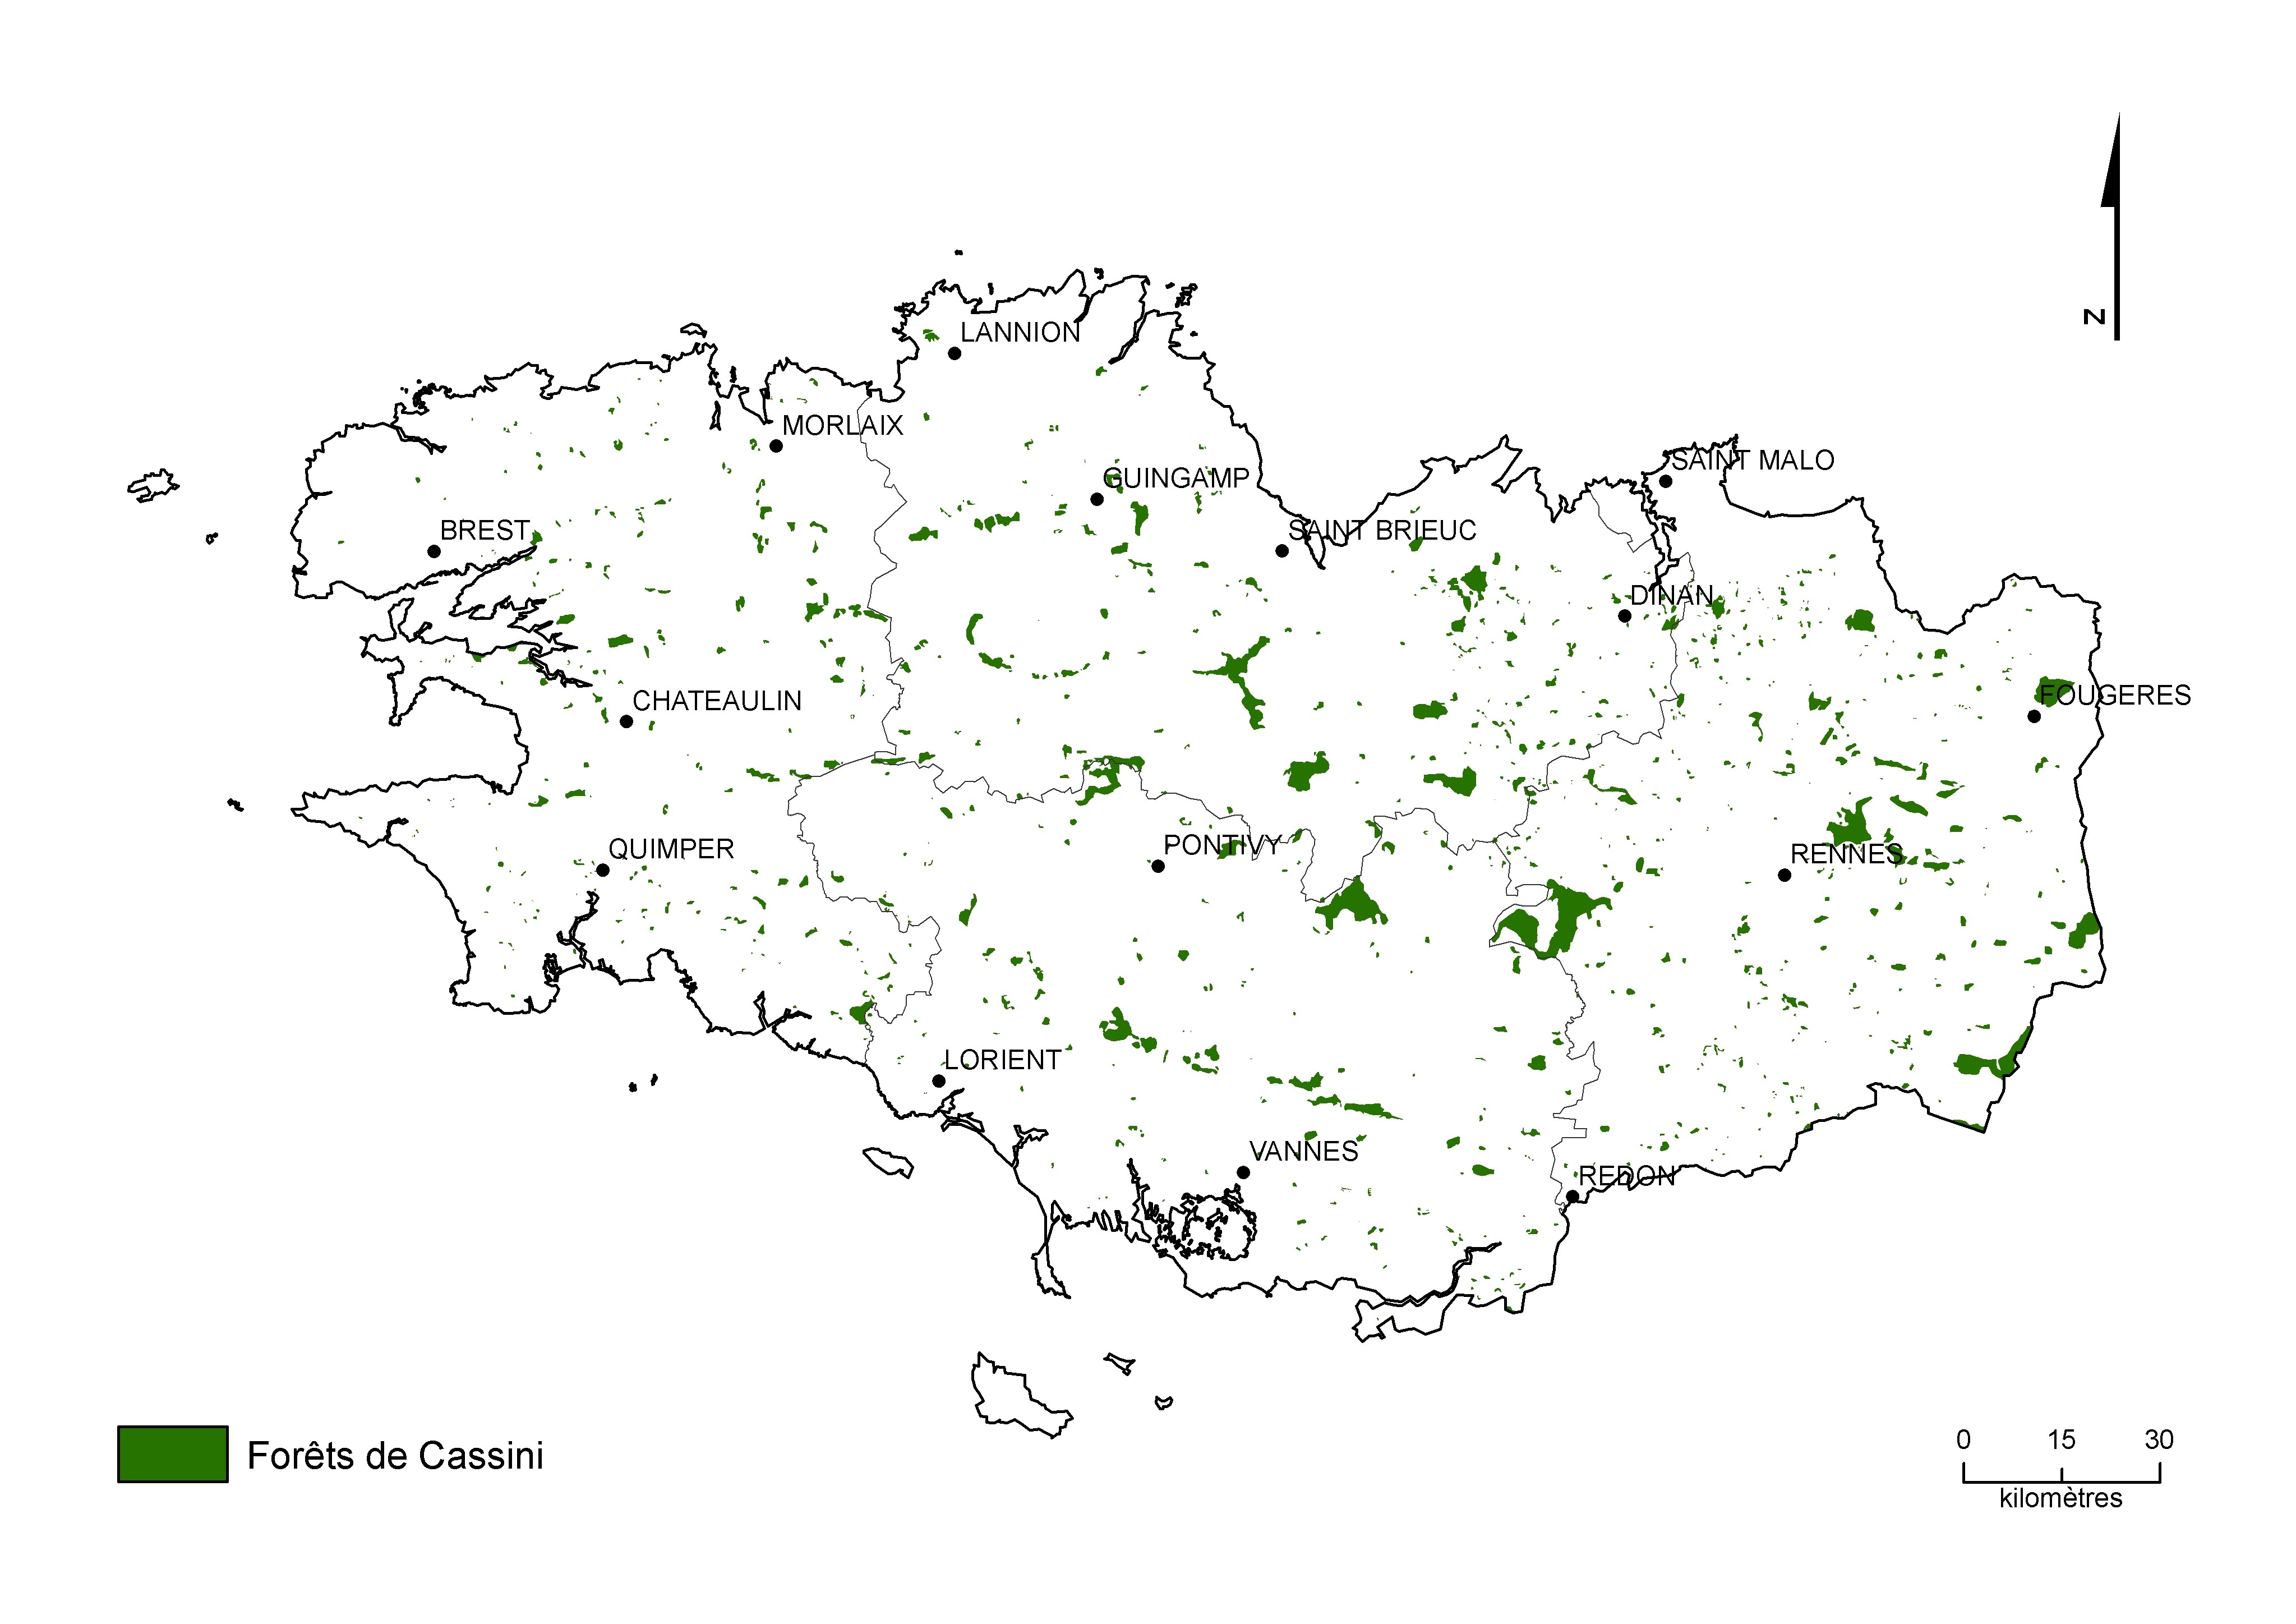 N
LANNION
MORLAIX
GUINGAMP
SAINT MALO
BREST
SAINT BRIEUC
DINAN
CHATEAULIN
FOUGERES
QUIMPER
PONTIVY
RENNES
LORIENT
VANNES
REDON
Forêts de Cassini
0 15 30
kilomètres